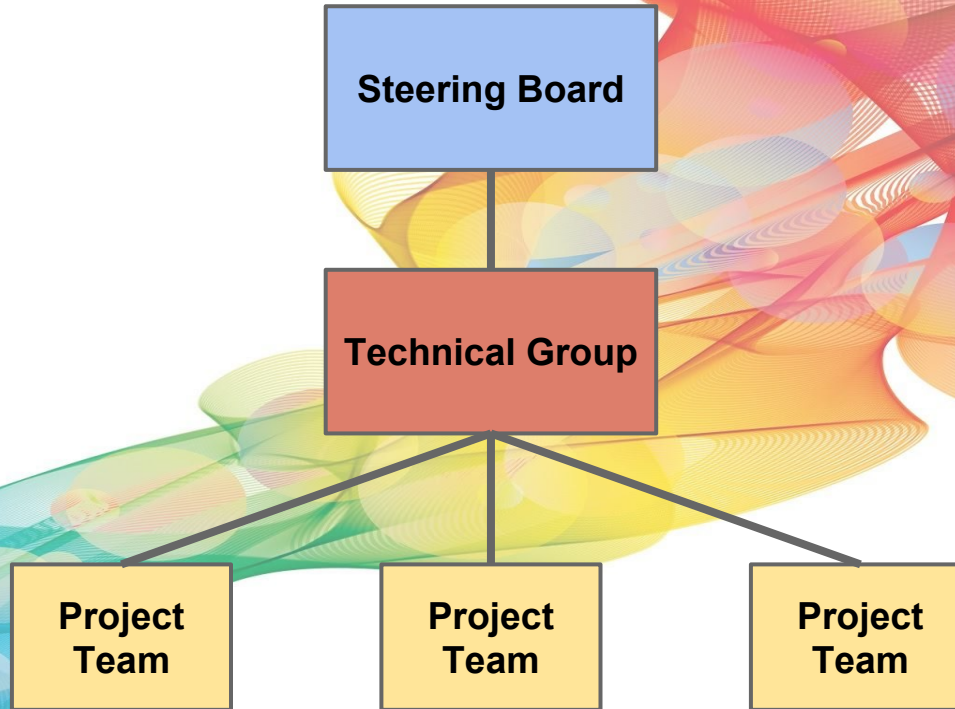 Steering Board
Technical Group
Project
Team
Project
Team
Project
Team